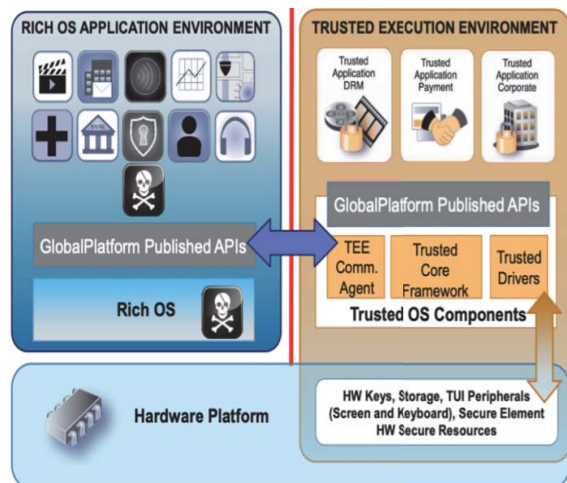 RICH OS APPLICATION ENVIRONMENT
BANK
GlobalPlatform Published APIs
Rich OS
TRUSTED EXECUTION ENVIRONMENT
Trusted
Application
DRM
Trusted
Application
Payment
Trusted
Application
Corporate
GlobalPlatform Published APIs
TEE
Comm.
Agent
Trusted
Core
Framework
Trusted
Drivers
Trusted OS Components
Hardware Platform
HW Keys, Storage, TUI Peripherals
(Screen and Keyboard), Secure Element
HW Secure Resources